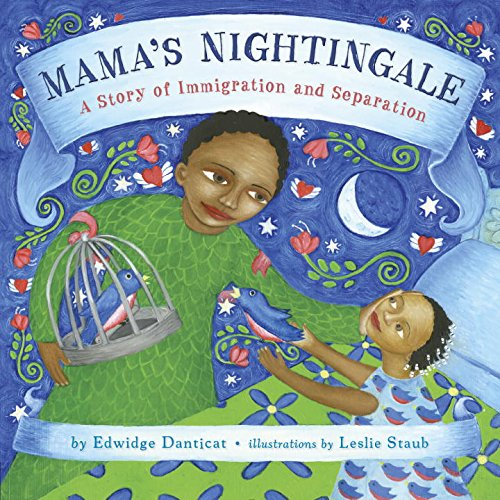 MAMA'S NIGHTINGALE
A Story of Immigration and Separation
by Edwidge Danticat • illustrations by Leslie Staub